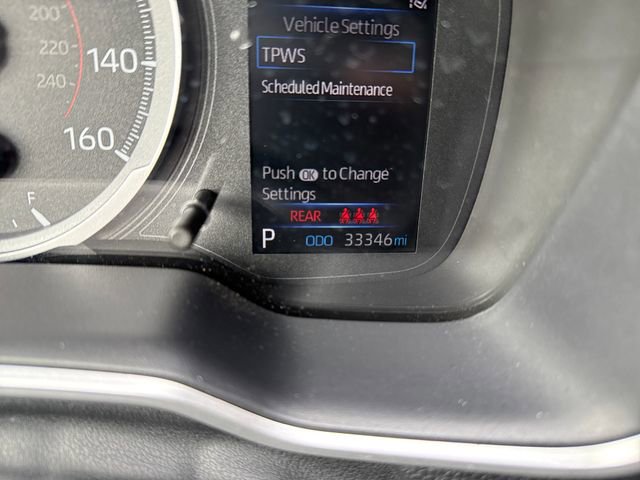 200
220
240
140
160
F
Vehicle Settings
TPWS
Scheduled Maintenance
Push OK to Change
Settings
REAR
P ODO 33346 mi